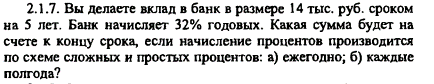 2.1.7. Вы делаете вклад в банк в размере 14 тыс. руб. сроком
на 5 лет. Банк начисляет 32% годовых. Какая сумма будет на
счете к концу срока, если начисление процентов производится
по схеме сложных и простых процентов: а) ежегодно; б) каждые
полгода?